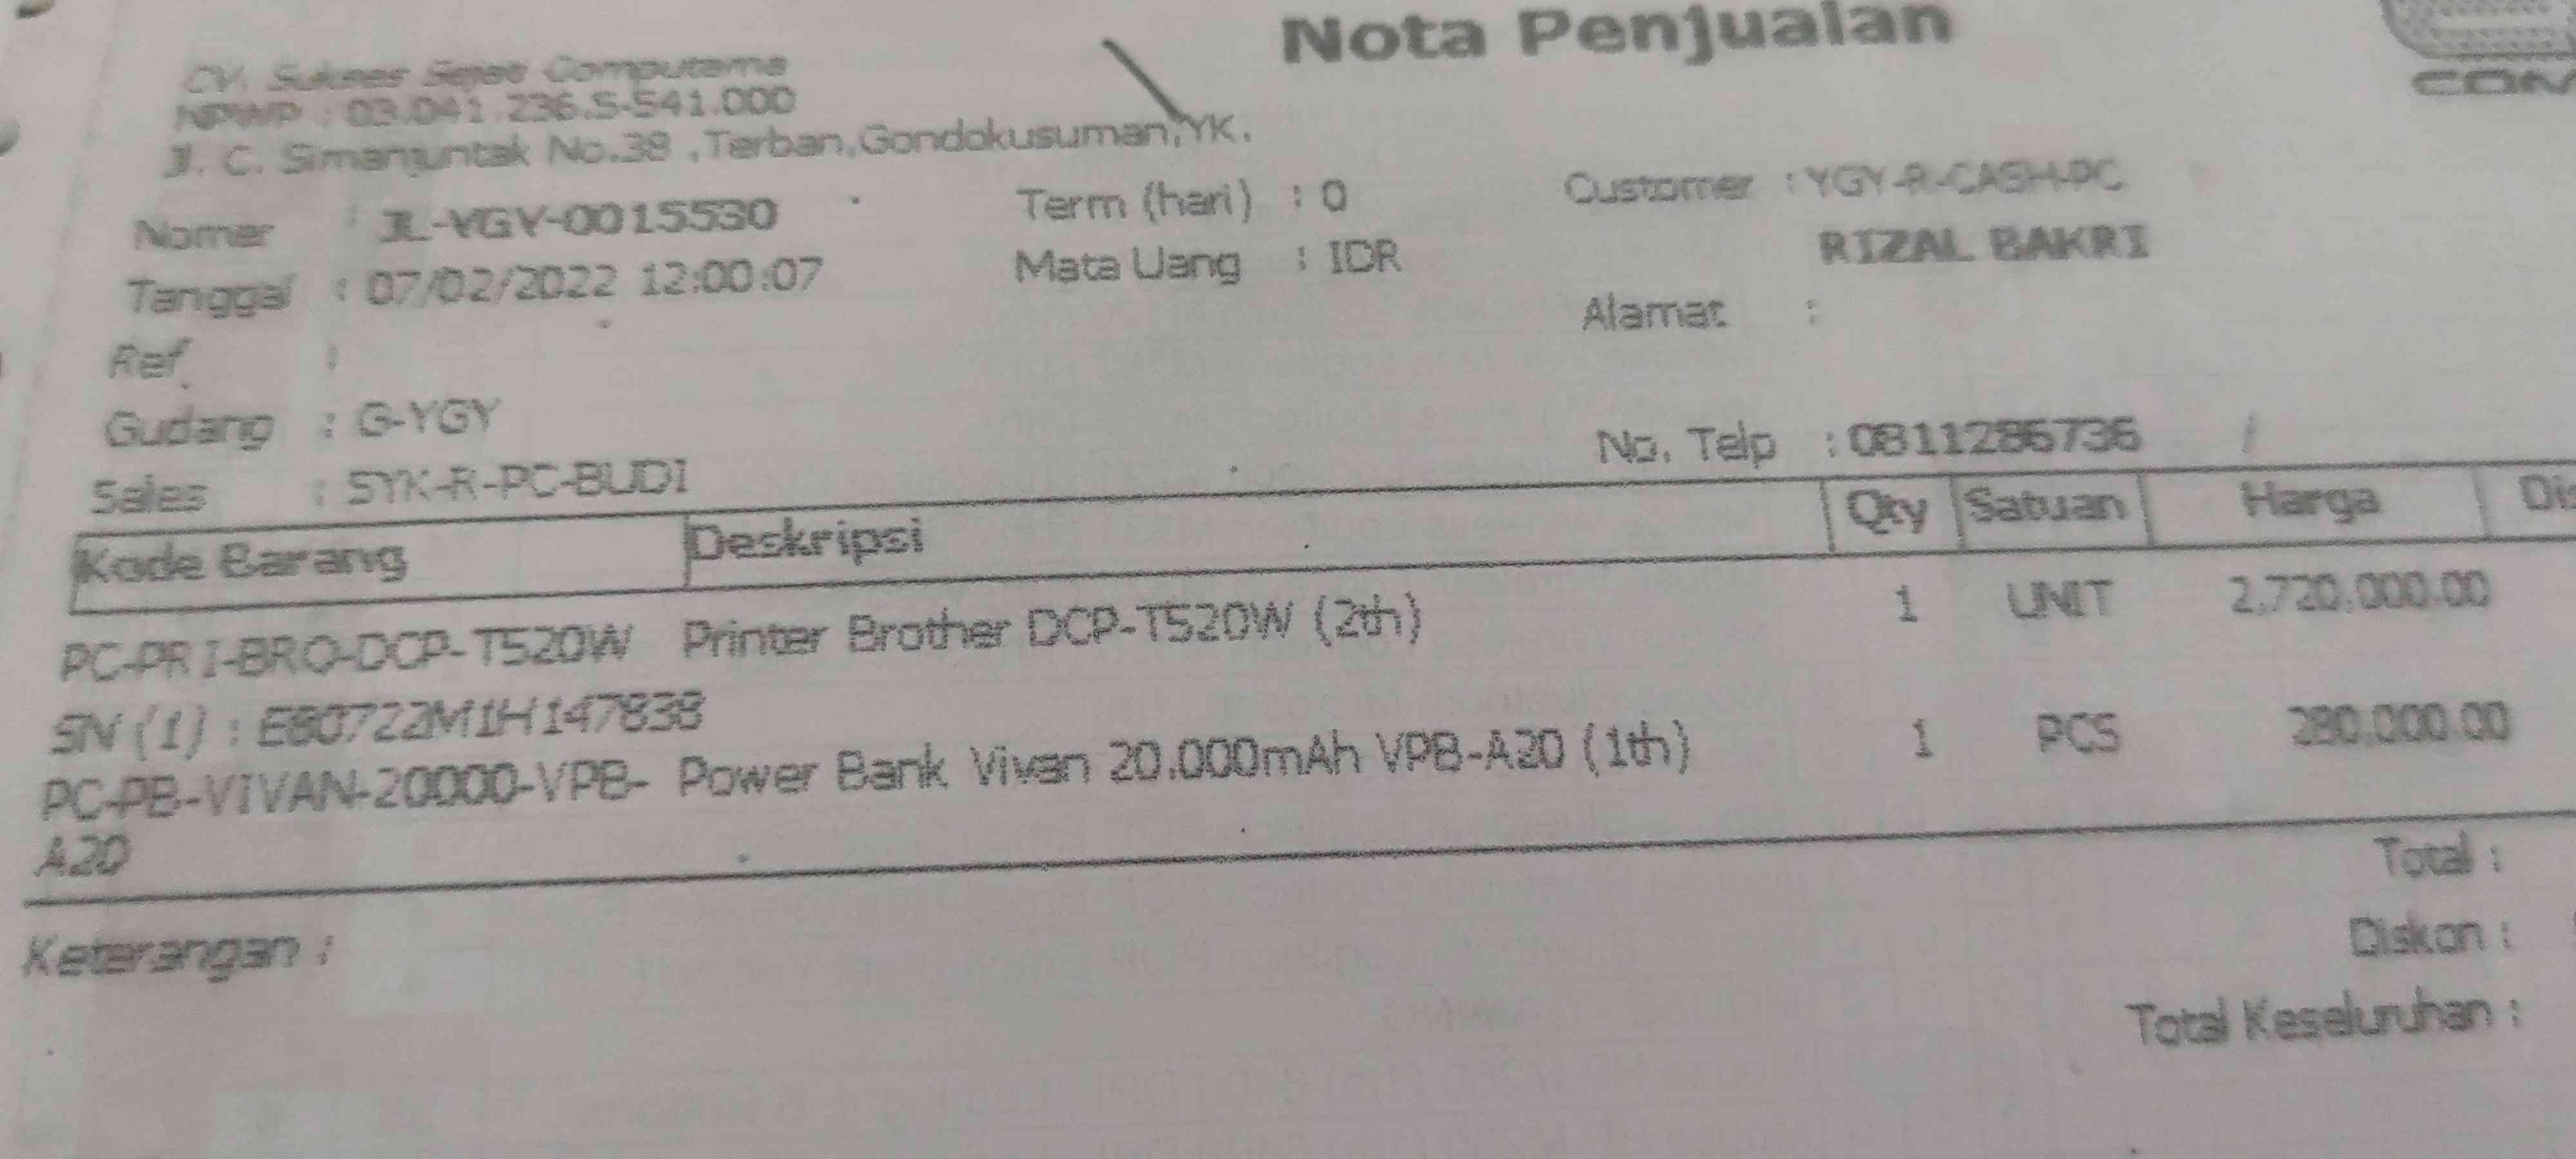 Nota Penjualan
CV. Sukses Sejati Computama
NPWP : 03.041.236.5-541.000
Jl. C. Simanjuntak No.38 ,Terban,Gondokusuman,YK.
COM
Nomer : JL-YGY-0015530
Term (hari) : 0
Customer : YGY-R-CASH-PC
RIZAL BAKRI
Tanggal : 07/02/2022 12:00:07
Mata Uang : IDR
Alamat :
Ref :
Gudang : G-YGY
No. Telp : 0811286736 /
Sales : SYK-R-PC-BUDI
Kode Barang Deskripsi Qty Satuan Harga Di
PC-PRI-BRO-DCP-T520W Printer Brother DCP-T520W (2th) 1 UNIT 2,720,000.00
SN (1) : E80722M1H147838
PC-PB-VIVAN-20000-VPB- Power Bank Vivan 20.000mAh VPB-A20 (1th) 1 PCS 280,000.00
A20
Total :
Keterangan :
Diskon :
Total Keseluruhan :